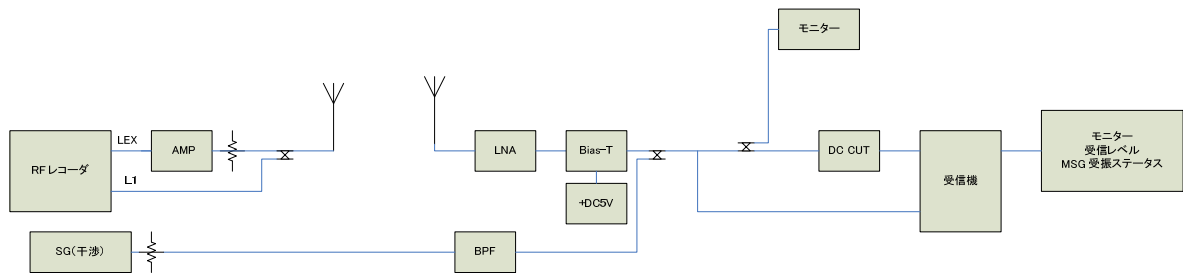 モニター
LEX
RFレコーダ
AMP
L1
LNA
Bias-T
+DC5V
DC CUT
受信機
モニター
受信レベル
MSG 受振ステータス
SG(干渉)
BPF